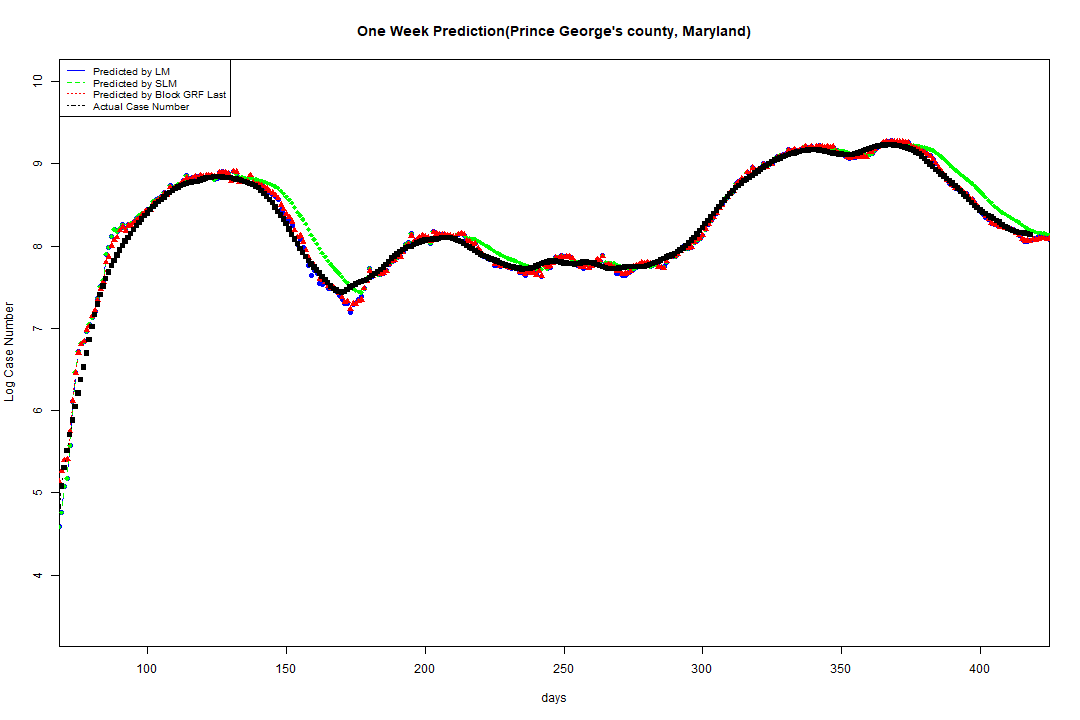 One Week Prediction(Prince George's county, Maryland)
Predicted by LM
Predicted by SLM
Predicted by Block GRF Last
Actual Case Number
10
9
8
7
6
5
4
Log Case Number
100 150 200 250 300 350 400
days